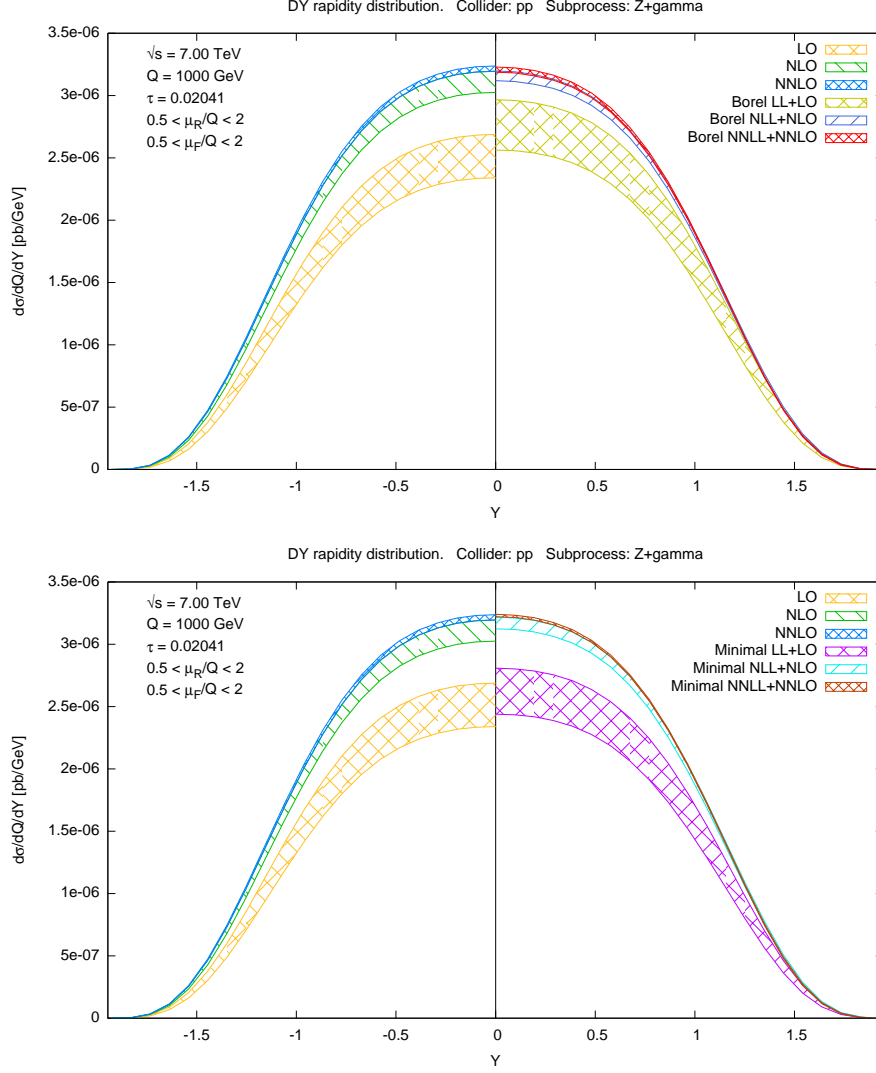 DY rapidity distribution.   Collider: pp   Subprocess: Z+gamma
3.5e-06
3e-06
2.5e-06
2e-06
1.5e-06
1e-06
5e-07
0
dσ/dQ/dY [pb/GeV]
√s = 7.00 TeV
Q = 1000 GeV
τ = 0.02041
0.5 < μR/Q < 2
0.5 < μF/Q < 2
LO
NLO
NNLO
Borel LL+LO
Borel NLL+NLO
Borel NNLL+NNLO
-1.5 -1 -0.5 0 0.5 1 1.5
Y
DY rapidity distribution.   Collider: pp   Subprocess: Z+gamma
3.5e-06
3e-06
2.5e-06
2e-06
1.5e-06
1e-06
5e-07
0
dσ/dQ/dY [pb/GeV]
√s = 7.00 TeV
Q = 1000 GeV
τ = 0.02041
0.5 < μR/Q < 2
0.5 < μF/Q < 2
LO
NLO
NNLO
Minimal LL+LO
Minimal NLL+NLO
Minimal NNLL+NNLO
-1.5 -1 -0.5 0 0.5 1 1.5
Y